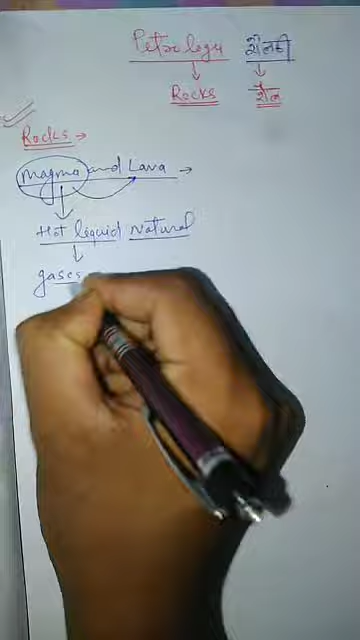 Petrology शैलकी
Rocks शैल
Rocks →
Magma and Lava →
Hot liquid natural
gases